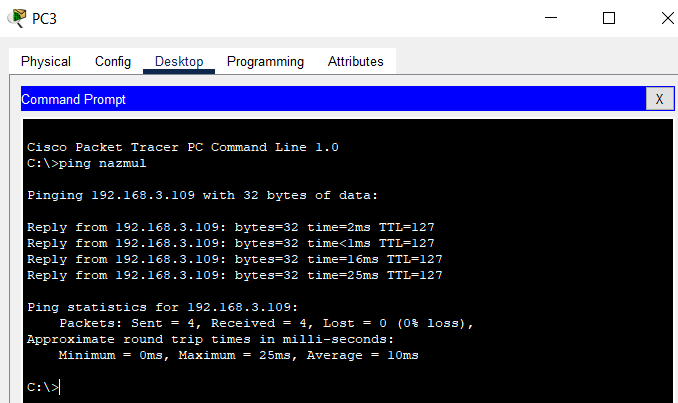 PC3
Physical Config Desktop Programming Attributes
Command Prompt X
Cisco Packet Tracer PC Command Line 1.0
C:\>ping nazmul
Pinging 192.168.3.109 with 32 bytes of data:
Reply from 192.168.3.109: bytes=32 time=2ms TTL=127
Reply from 192.168.3.109: bytes=32 time<1ms TTL=127
Reply from 192.168.3.109: bytes=32 time=16ms TTL=127
Reply from 192.168.3.109: bytes=32 time=25ms TTL=127
Ping statistics for 192.168.3.109:
Packets: Sent = 4, Received = 4, Lost = 0 (0% loss),
Approximate round trip times in milli-seconds:
Minimum = 0ms, Maximum = 25ms, Average = 10ms
C:\>